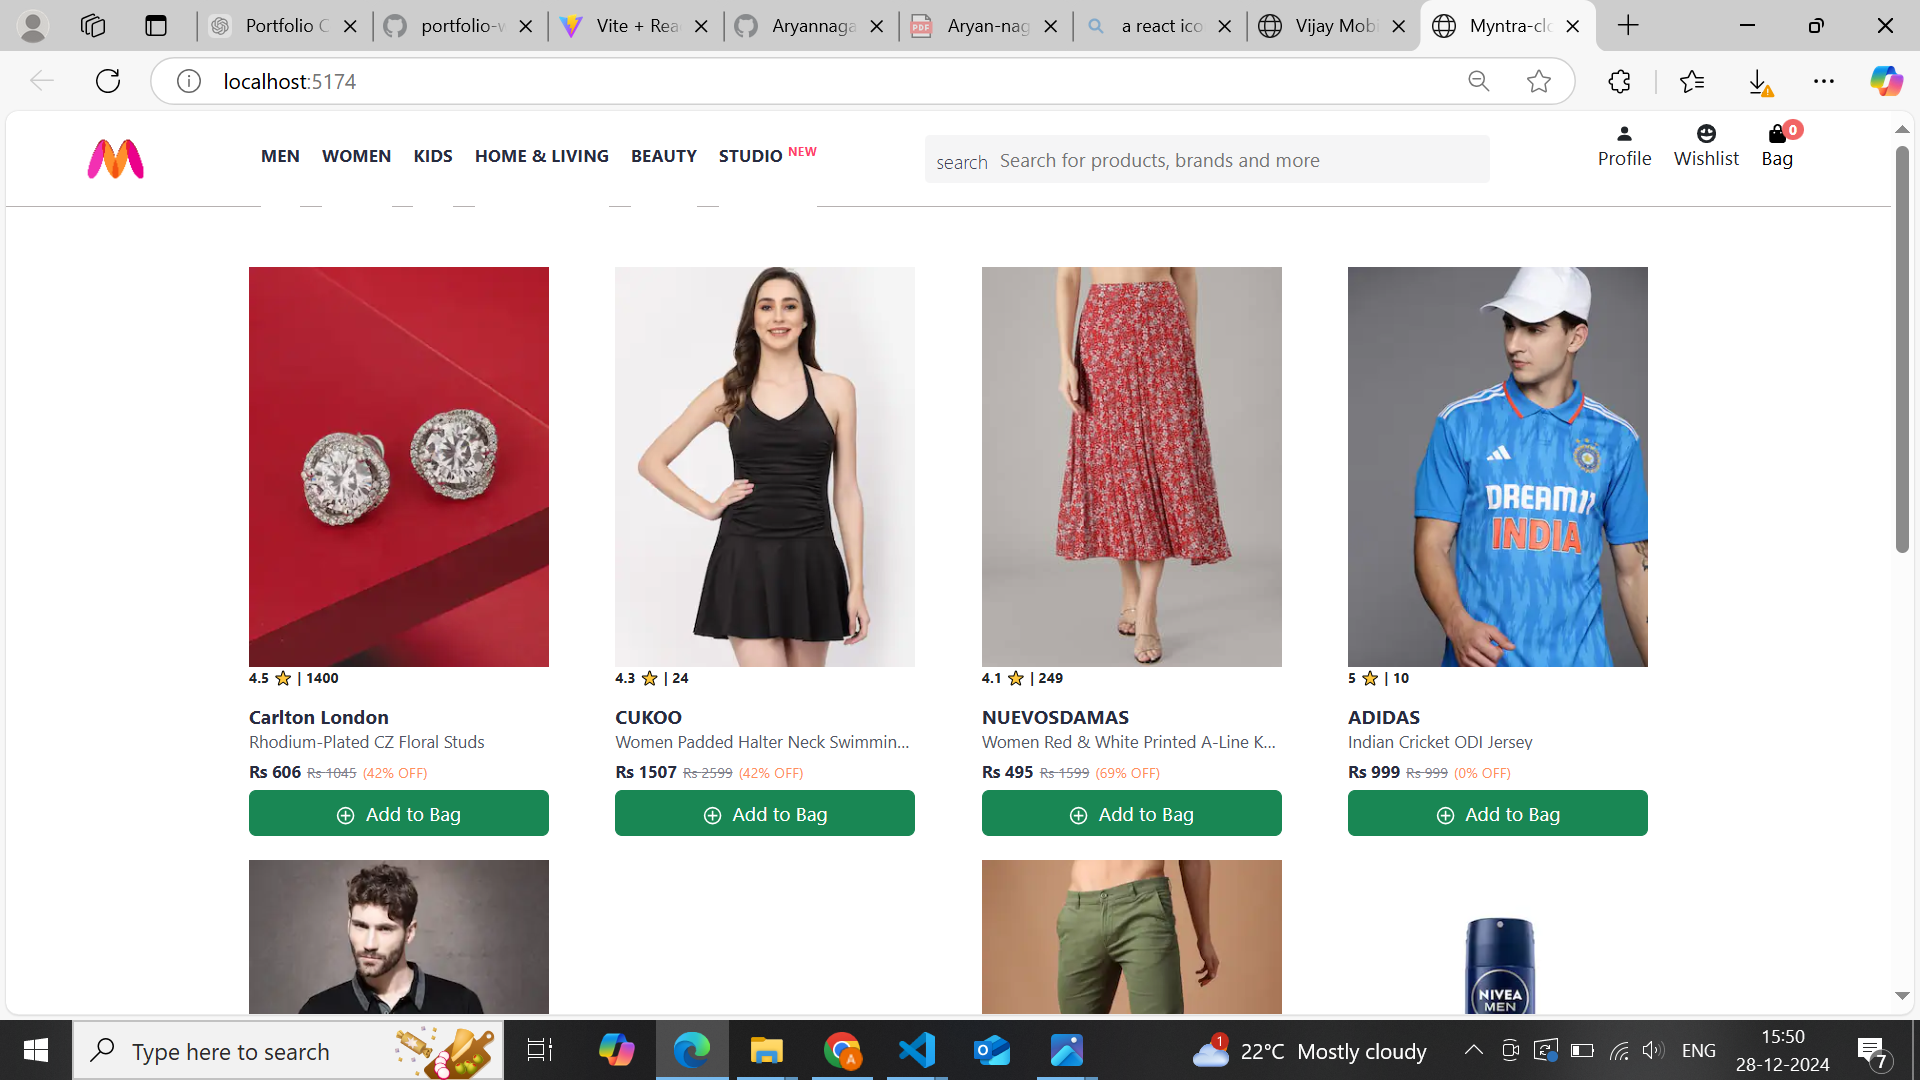 Portfolio C
portfolio-w
Vite + Rea
Aryannaga
Aryan-nag
a react ico
Vijay Mobi
Myntra-clo
localhost:5174
MEN WOMEN KIDS HOME & LIVING BEAUTY STUDIO NEW
search Search for products, brands and more
Profile Wishlist Bag 0
DREAM11
INDIA
4.5 ⭐ | 1400
Carlton London
Rhodium-Plated CZ Floral Studs
Rs 606 Rs 1045 (42% OFF)
Add to Bag
4.3 ⭐ | 24
CUKOO
Women Padded Halter Neck Swimmin...
Rs 1507 Rs 2599 (42% OFF)
Add to Bag
4.1 ⭐ | 249
NUEVOSDAMAS
Women Red & White Printed A-Line K...
Rs 495 Rs 1599 (69% OFF)
Add to Bag
5 ⭐ | 10
ADIDAS
Indian Cricket ODI Jersey
Rs 999 Rs 999 (0% OFF)
Add to Bag
NIVEA
MEN
Type here to search
1 22°C Mostly cloudy
ENG
15:50
28-12-2024
7